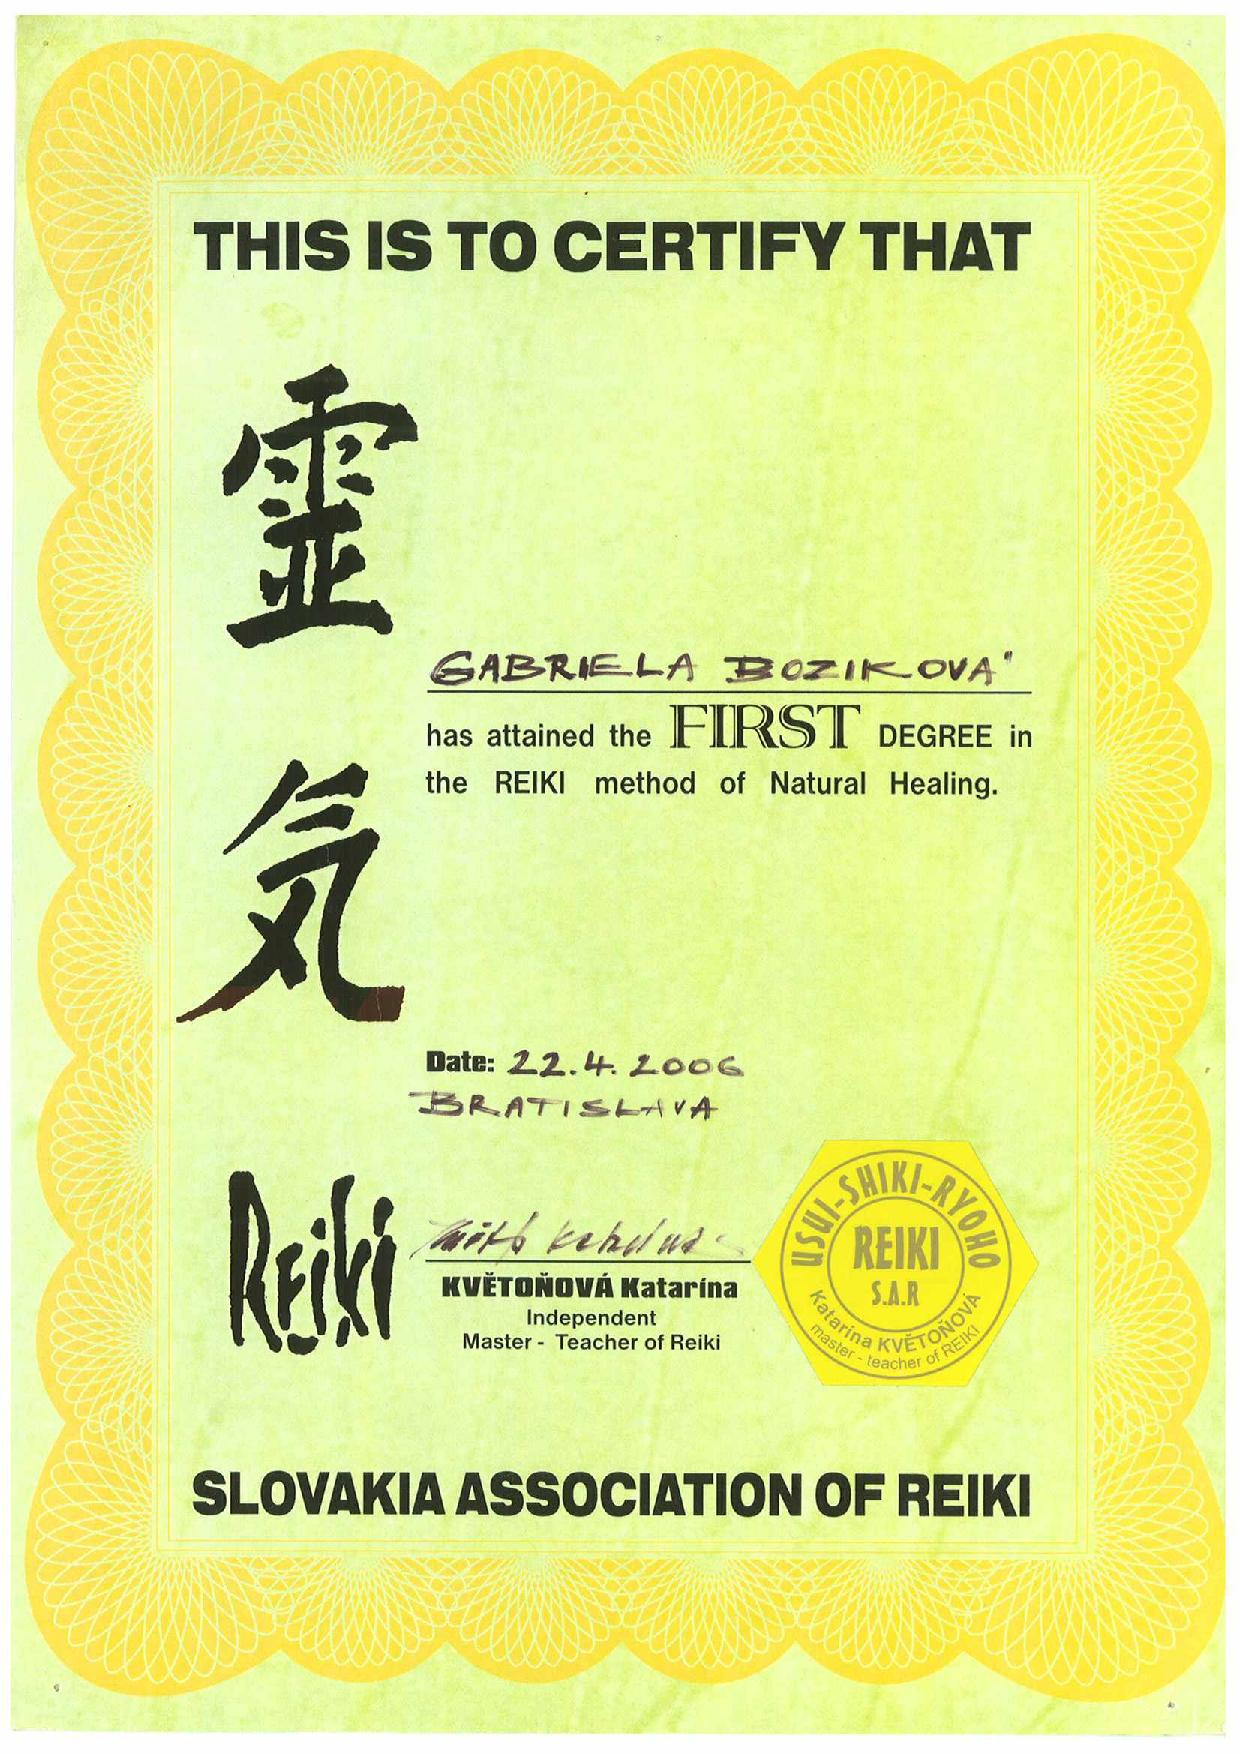 THIS IS TO CERTIFY THAT
靈
気
GABRIELA BOZIKOVÁ
has attained the FIRST DEGREE in
the REIKI method of Natural Healing.
Date: 22.4.2006
BRATISLAVA
Reiki
KVĚTOŇOVÁ Katarína
Independent
Master - Teacher of Reiki
USUI-SHIKI-RYOHO
REIKI
S.A.R
Katarína KVĚTOŇOVÁ
master - teacher of REIKI
SLOVAKIA ASSOCIATION OF REIKI